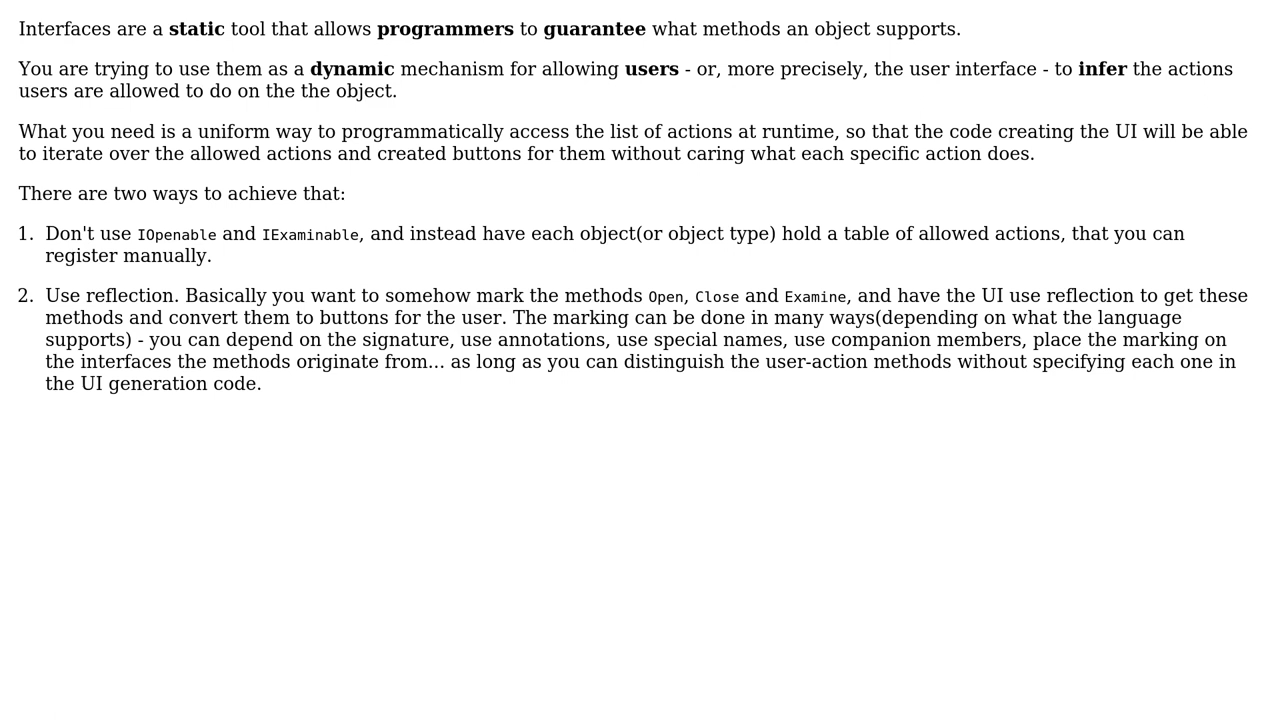 Interfaces are a static tool that allows programmers to guarantee what methods an object supports.
You are trying to use them as a dynamic mechanism for allowing users - or, more precisely, the user interface - to infer the actions
users are allowed to do on the the object.
What you need is a uniform way to programmatically access the list of actions at runtime, so that the code creating the UI will be able
to iterate over the allowed actions and created buttons for them without caring what each specific action does.
There are two ways to achieve that:
1. Don't use IOpenable and IExaminable, and instead have each object(or object type) hold a table of allowed actions, that you can
register manually.
2. Use reflection. Basically you want to somehow mark the methods Open, Close and Examine, and have the UI use reflection to get these
methods and convert them to buttons for the user. The marking can be done in many ways(depending on what the language
supports) - you can depend on the signature, use annotations, use special names, use companion members, place the marking on
the interfaces the methods originate from... as long as you can distinguish the user-action methods without specifying each one in
the UI generation code.